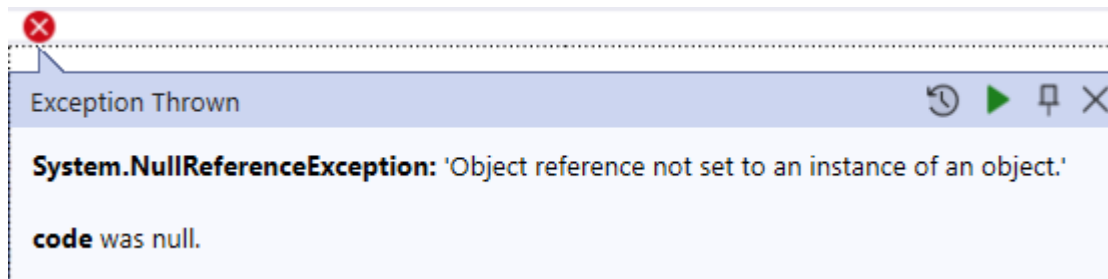 Exception Thrown
System.NullReferenceException: 'Object reference not set to an instance of an object.'
code was null.